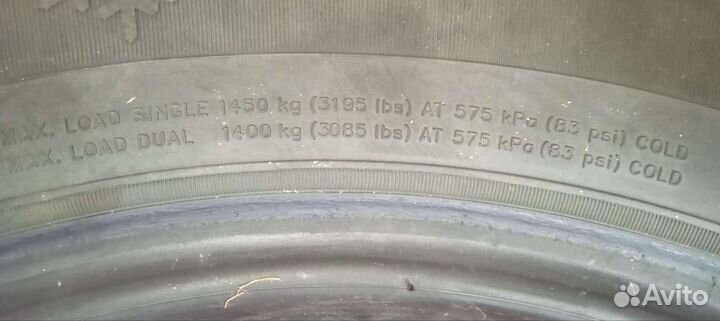 MAX. LOAD SINGLE 1450 kg (3195 lbs) AT 575 kPa (83 psi) COLD
MAX. LOAD DUAL 1400 kg (3085 lbs) AT 575 kPa (83 psi) COLD
Avito